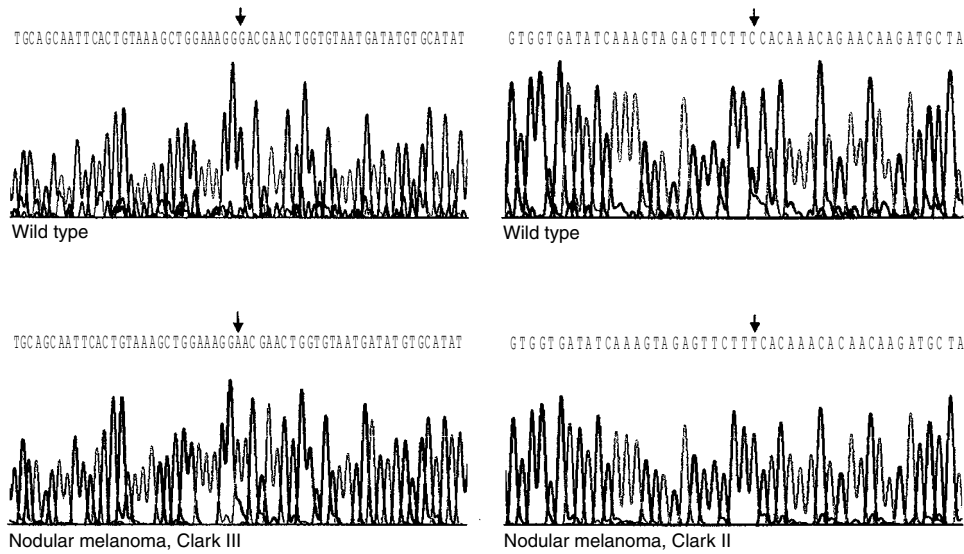 TGCAGCAATTCACTGTAAAGCTGGAAAGGGACGAACTGGTGTAATGATATGTGCATAT
GTGGTGATATCAAAGTAGAGTTCTTCCACAAACAGAACAAGATGCTA
Wild type
Wild type
TGCAGCAATTCACTGTAAAGCTGGAAAGGAACGAACTGGTGTAATGATATGTGCATAT
GTGGTGATATCAAAGTAGAGTTCTTTCACAAACACAACAAGATGCTA
Nodular melanoma, Clark III
Nodular melanoma, Clark II